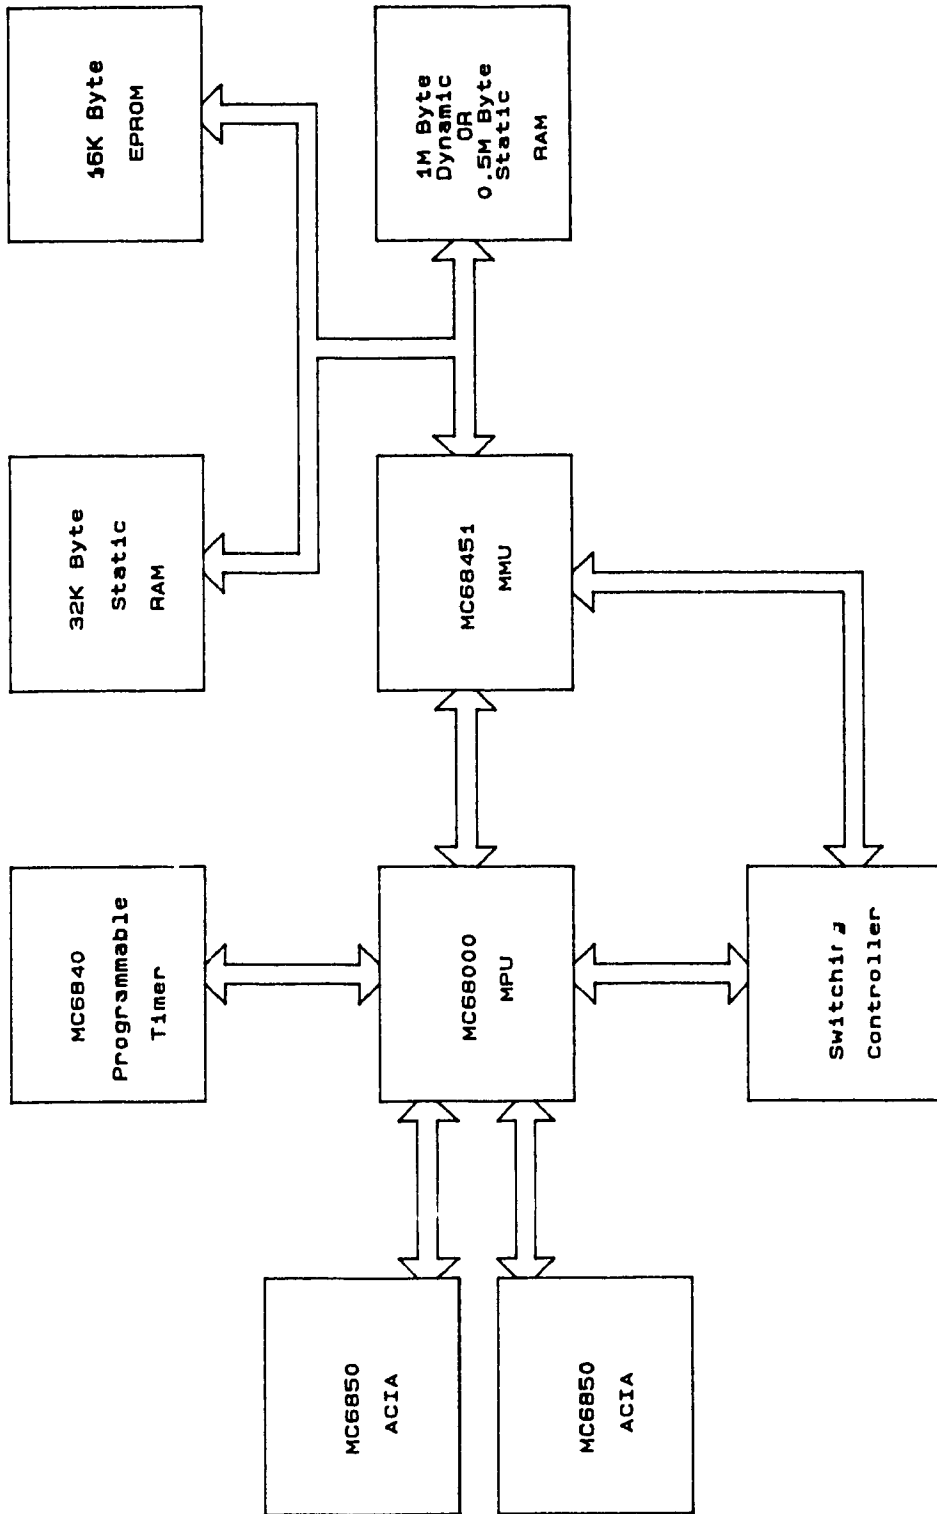 MC6840
Programmable
Timer
32K Byte
Static
RAM
16K Byte
EPROM
MC6850
ACIA
MC68000
MPU
MC68451
MMU
1M Byte
Dynamic
OR
0.5M Byte
Static
RAM
MC6850
ACIA
Switching
Controller